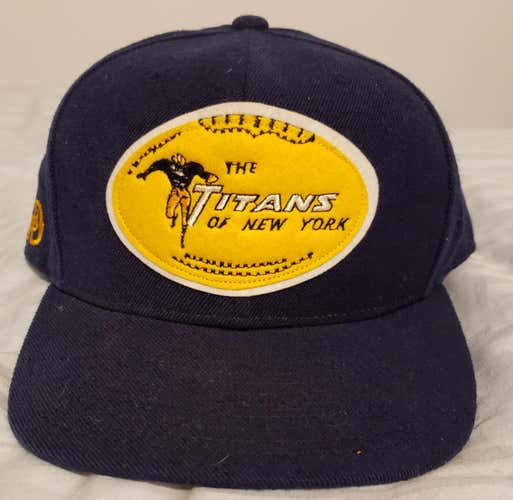 THE
TITANS
OF NEW YORK